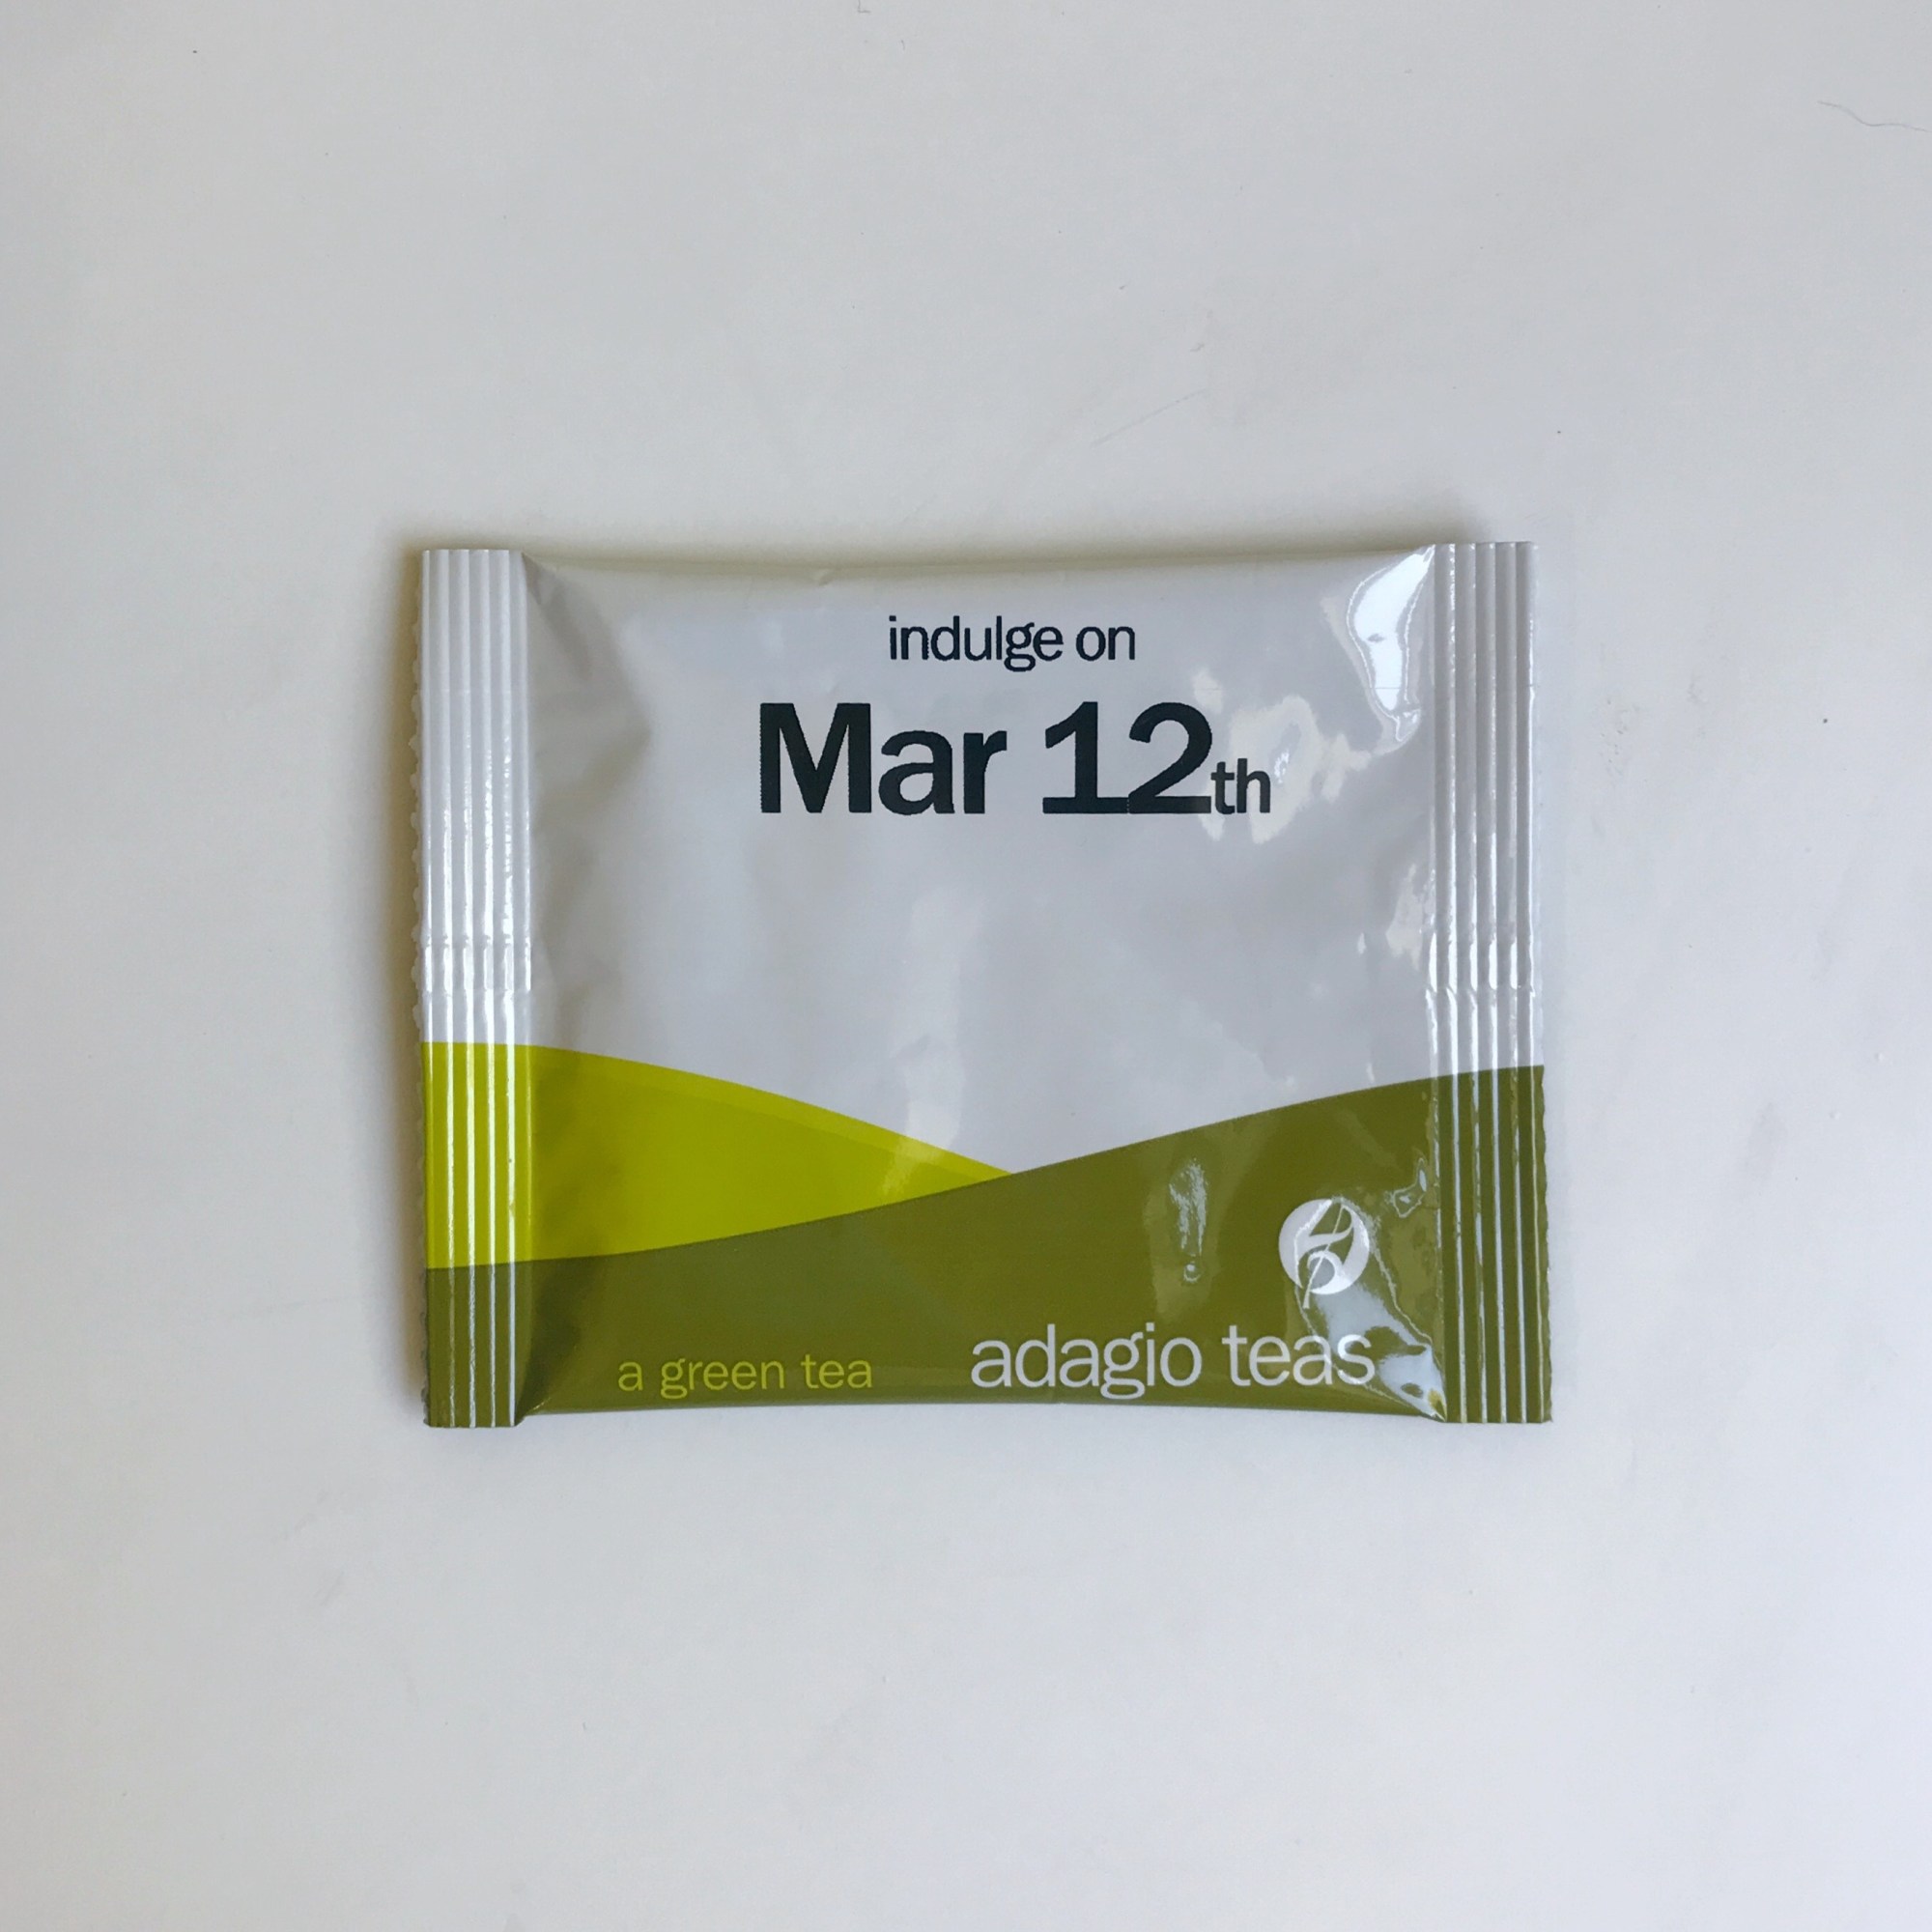 indulge on
Mar 12th
a green tea
adagio teas